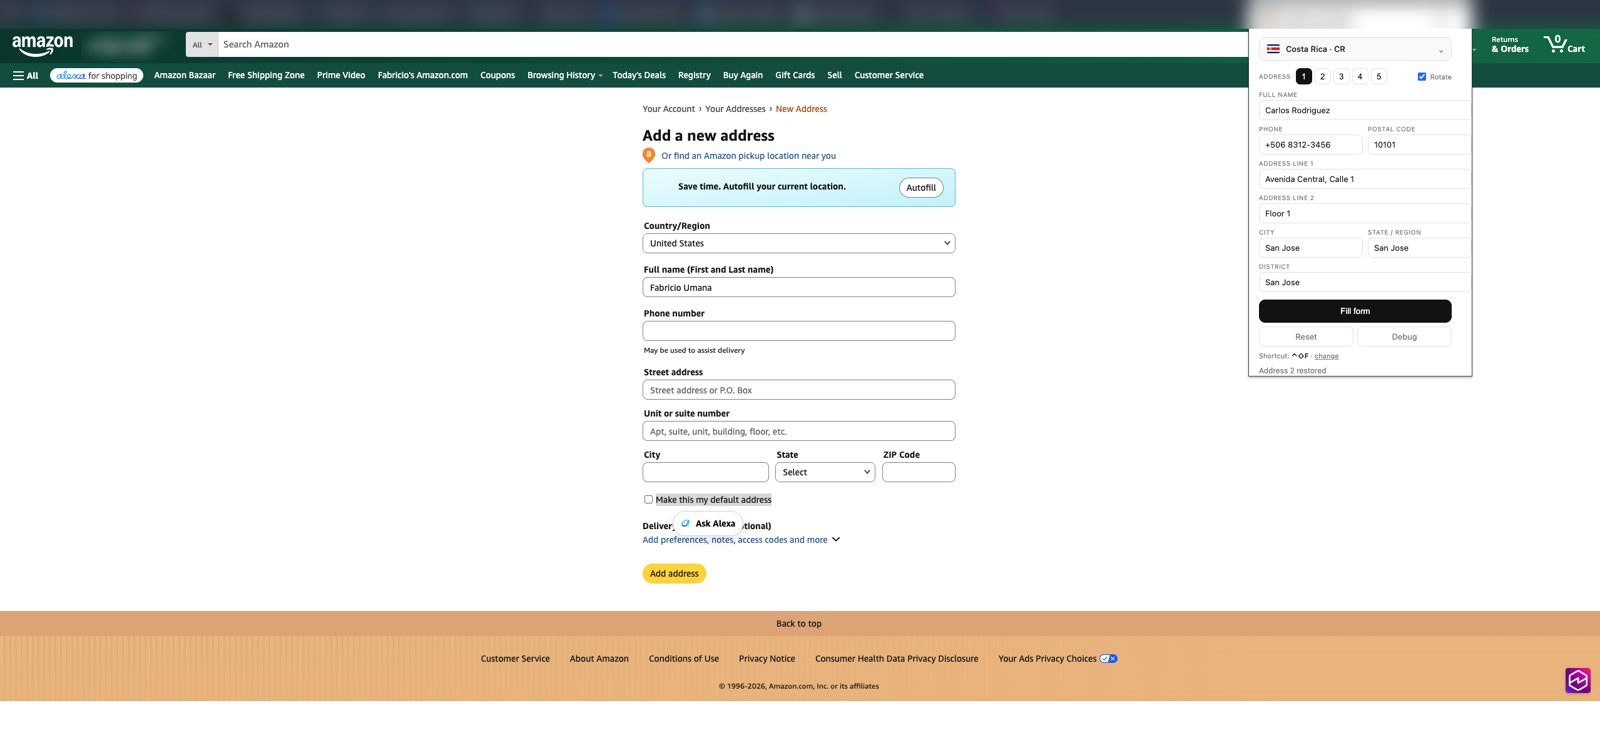 amazon
All
Search Amazon
Returns
& Orders
0
Cart
All
alexa for shopping
Amazon Bazaar
Free Shipping Zone
Prime Video
Fabricio's Amazon.com
Coupons
Browsing History
Today's Deals
Registry
Buy Again
Gift Cards
Sell
Customer Service
Your Account › Your Addresses › New Address
Add a new address
a
Or find an Amazon pickup location near you
Save time. Autofill your current location.
Autofill
Country/Region
United States
Full name (First and Last name)
Fabricio Umana
Phone number
May be used to assist delivery
Street address
Street address or P.O. Box
Unit or suite number
Apt, suite, unit, building, floor, etc.
City
State
ZIP Code
Select
Make this my default address
Ask Alexa
Add preferences, notes, access codes and more
Add address
Costa Rica · CR
ADDRESS
1 2 3 4 5
Rotate
FULL NAME
Carlos Rodriguez
PHONE
POSTAL CODE
+506 8312-3456
10101
ADDRESS LINE 1
Avenida Central, Calle 1
ADDRESS LINE 2
Floor 1
CITY
STATE / REGION
San Jose
San Jose
DISTRICT
San Jose
Fill form
Reset
Debug
Shortcut: ⌃⇧F · change
Address 2 restored
Back to top
Customer Service
About Amazon
Conditions of Use
Privacy Notice
Consumer Health Data Privacy Disclosure
Your Ads Privacy Choices
© 1996-2026, Amazon.com, Inc. or its affiliates